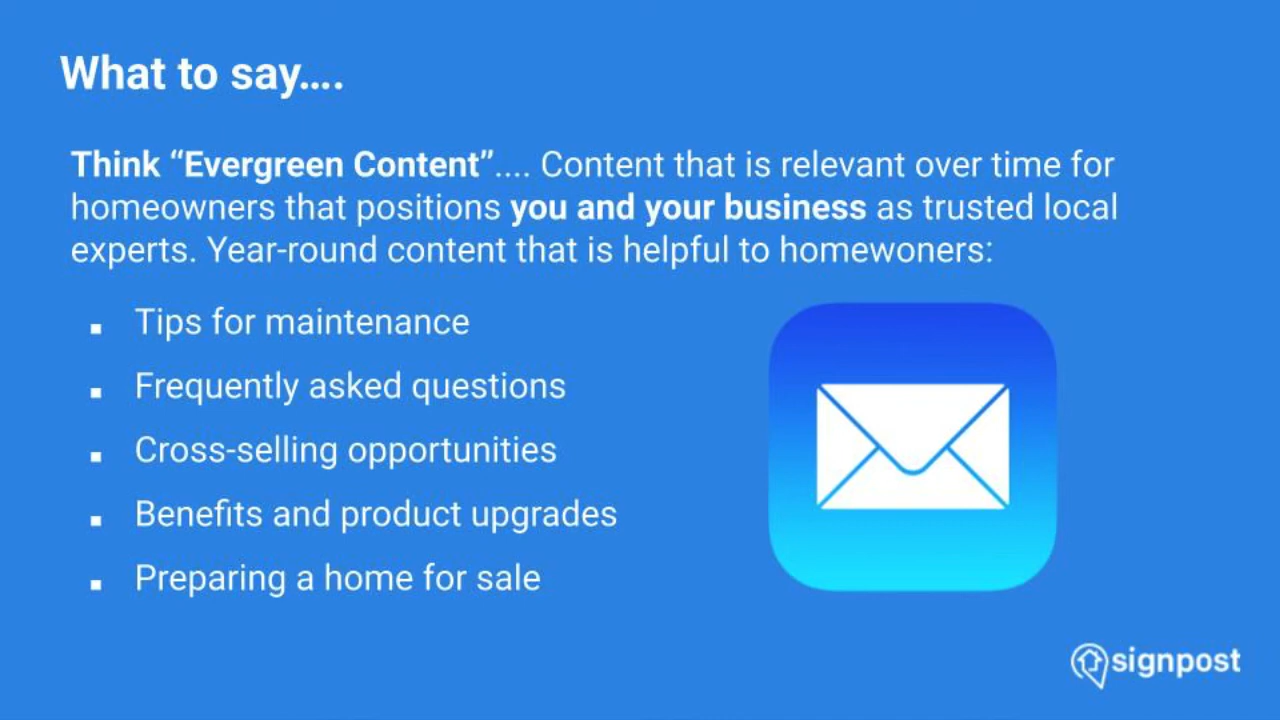 What to say....
Think “Evergreen Content”.... Content that is relevant over time for
homeowners that positions you and your business as trusted local
experts. Year-round content that is helpful to homewoners:
▪ Tips for maintenance
▪ Frequently asked questions
▪ Cross-selling opportunities
▪ Benefits and product upgrades
▪ Preparing a home for sale
signpost